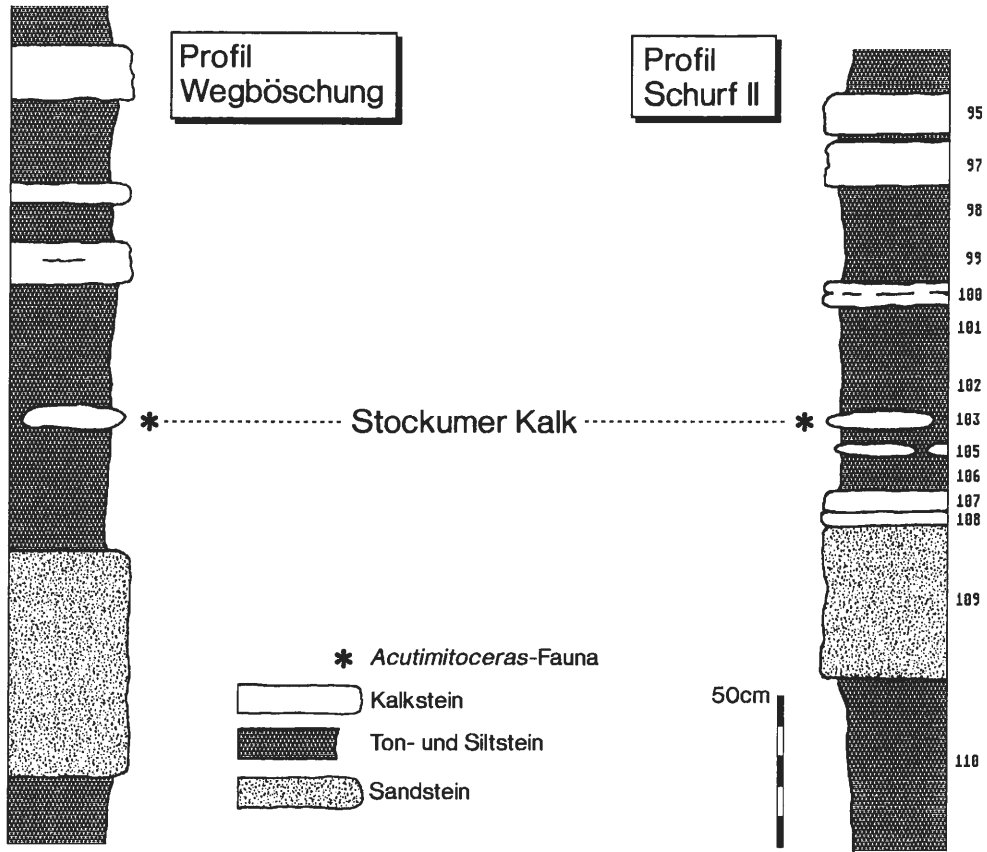 Profil
Wegböschung
Profil
Schurf II
95
97
98
99
100
101
102
* Stockumer Kalk *
103
105
106
107
108
109
110
* Acutimitoceras-Fauna
Kalkstein
Ton- und Siltstein
Sandstein
50cm